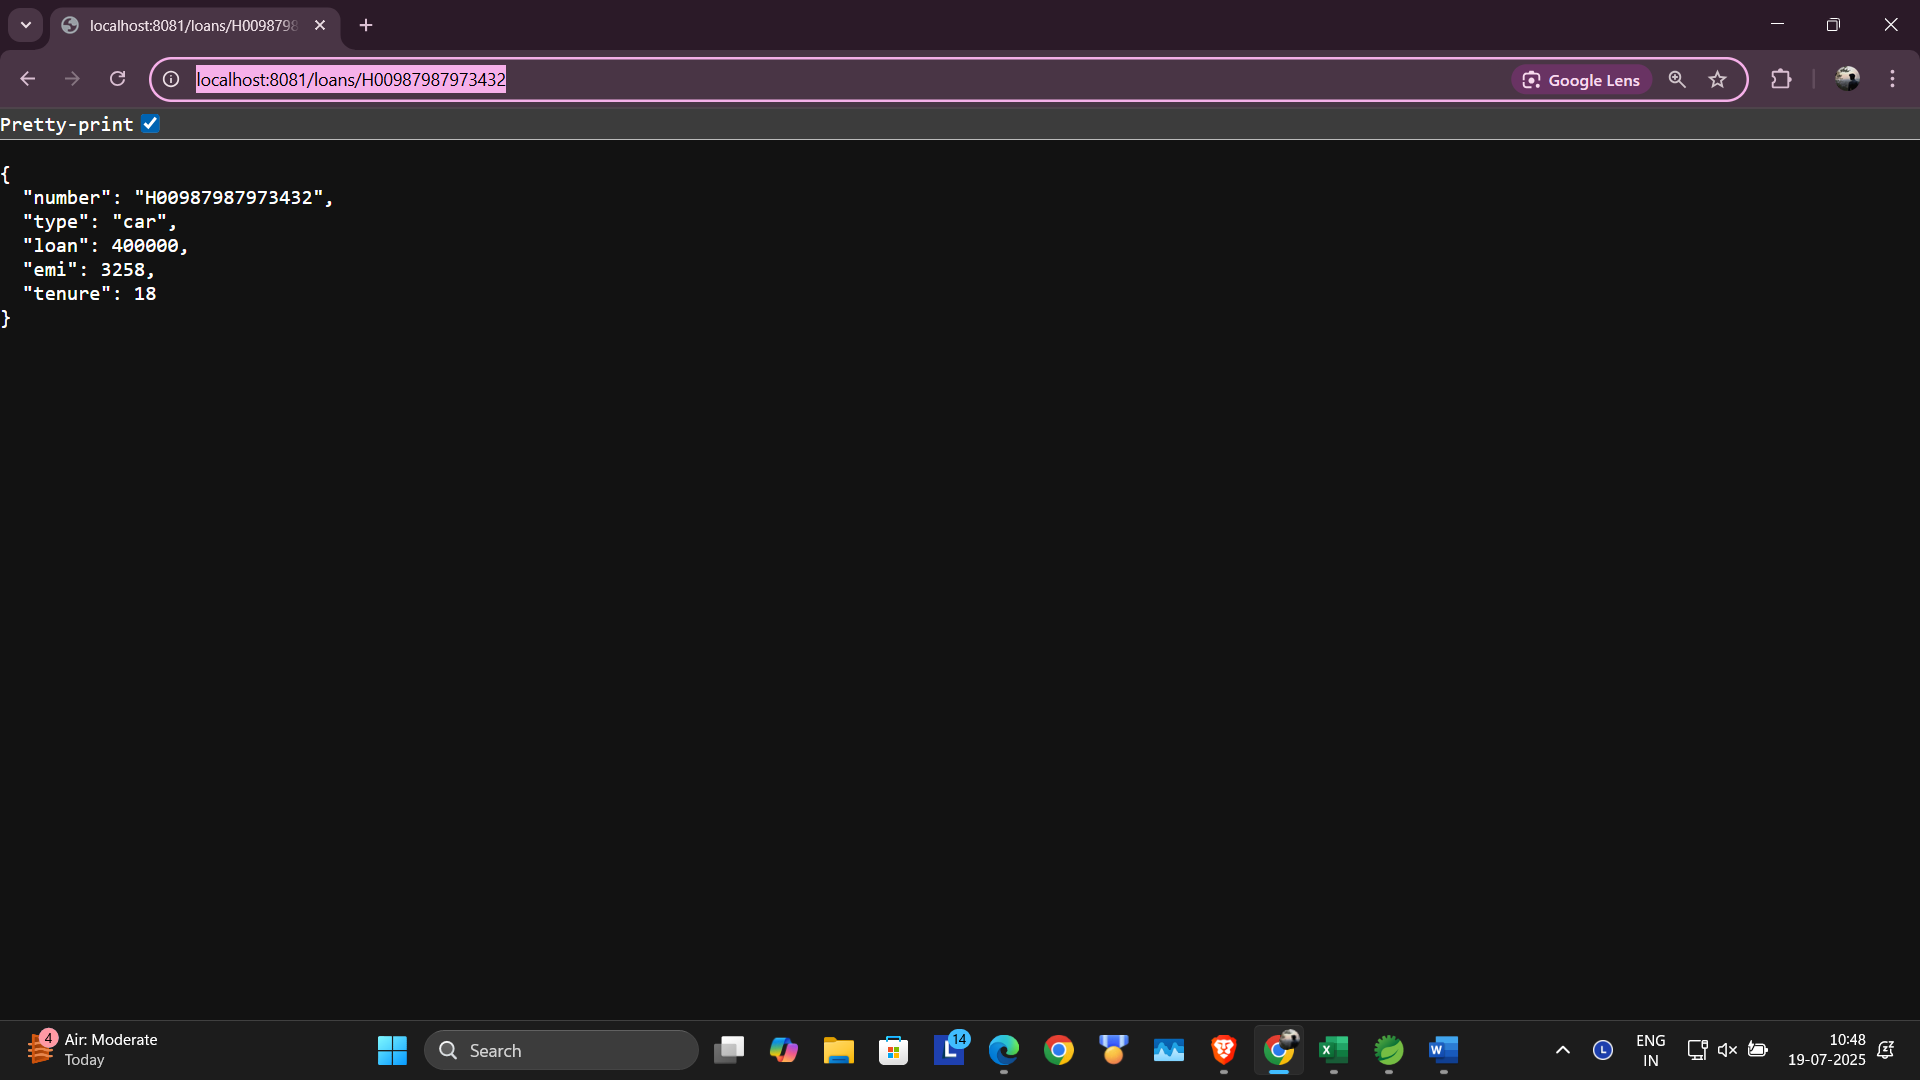 localhost:8081/loans/H0098798
localhost:8081/loans/H00987987973432
Google Lens
Pretty-print
{
"number": "H00987987973432",
"type": "car",
"loan": 400000,
"emi": 3258,
"tenure": 18
}
4
Air: Moderate
Today
Search
14
L
X
W
L
ENG
IN
10:48
19-07-2025